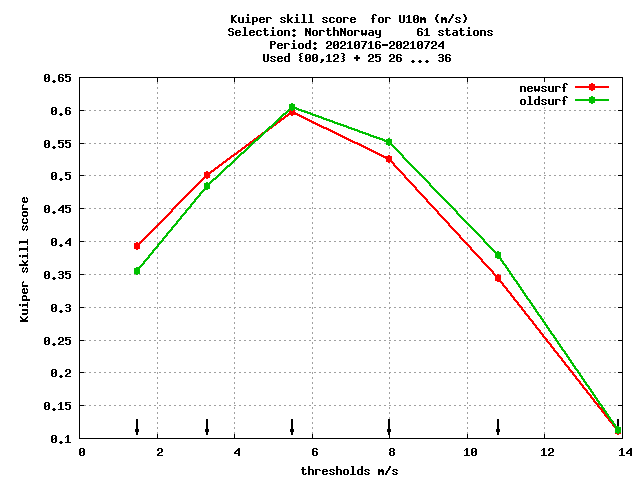 Kuiper skill score  for U10m (m/s)
Selection: NorthNorway     61 stations
Period: 20210716-20210724
Used {00,12} + 25 26 ... 36
newsurf
oldsurf
Kuiper skill score
0.65
0.6
0.55
0.5
0.45
0.4
0.35
0.3
0.25
0.2
0.15
0.1
0 2 4 6 8 10 12 14
thresholds m/s